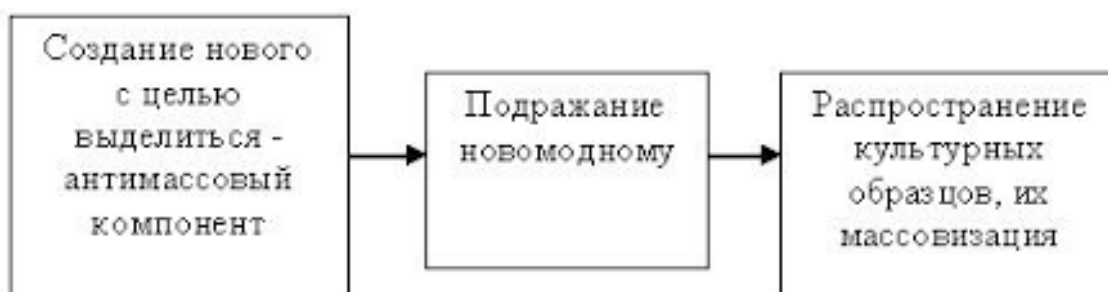 Создание нового
с целью
выделиться -
антимассовый
компонент
Подражание
новомодному
Распространение
культурных
образцов, их
массовизация